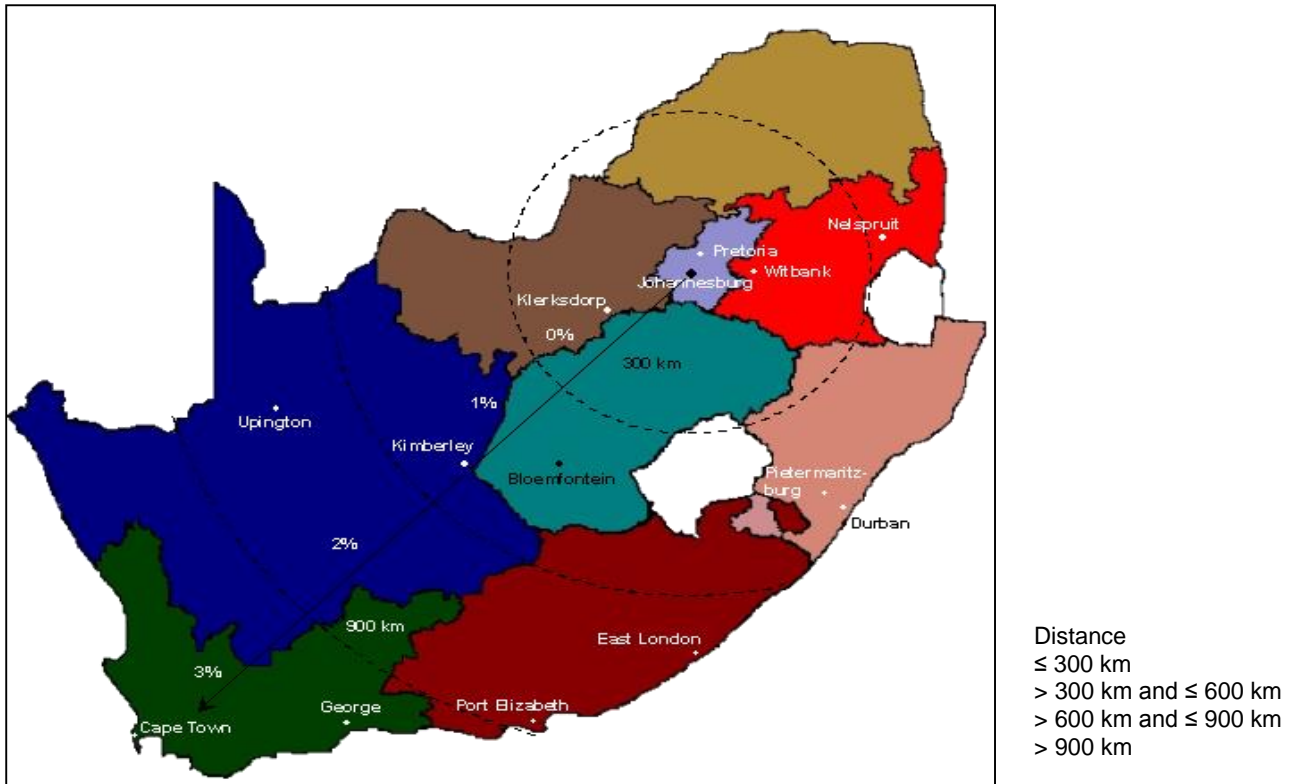 Nelspruit
Pretoria
Witbank
Johannesburg
Klerksdorp
0%
300 km
1%
Upington
Kimberley
Bloemfontein
Pietermaritz-
burg
Durban
2%
900 km
East London
3%
Port Elizabeth
George
Cape Town
Distance
≤ 300 km
> 300 km and ≤ 600 km
> 600 km and ≤ 900 km
> 900 km